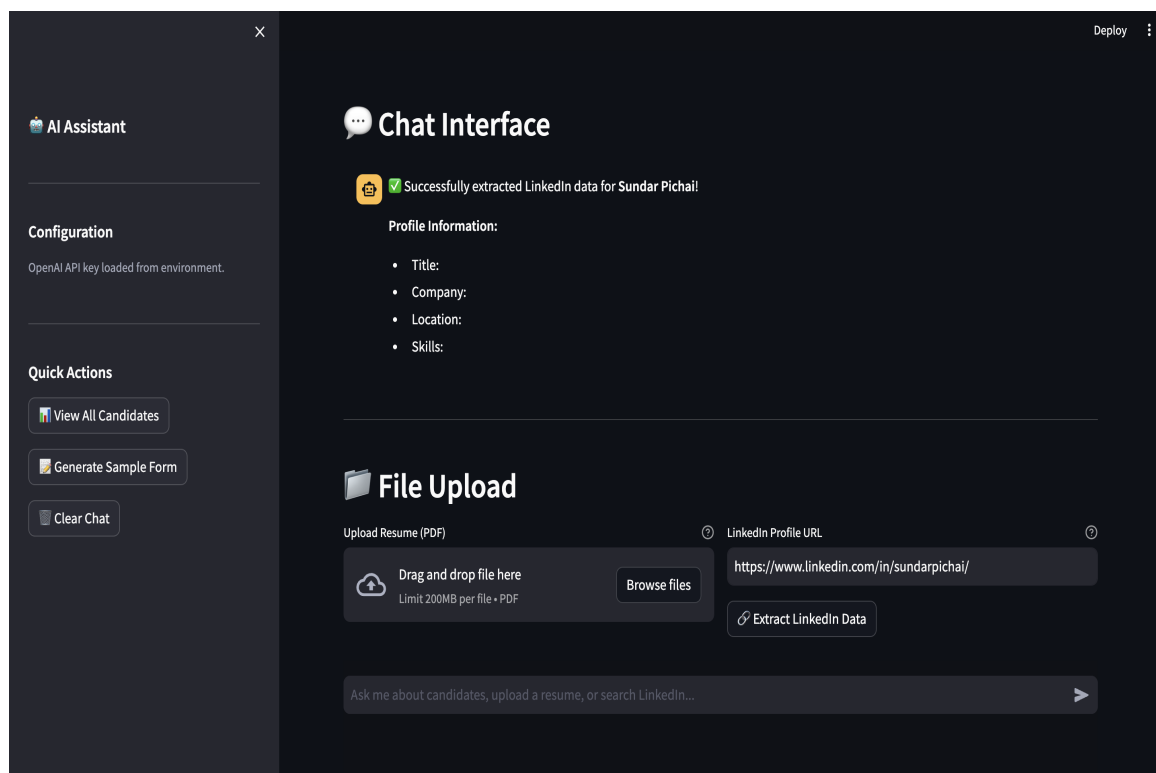 Deploy
🤖 AI Assistant
Configuration
OpenAI API key loaded from environment.
Quick Actions
📊 View All Candidates
📝 Generate Sample Form
🗑️ Clear Chat
💬 Chat Interface
✅ Successfully extracted LinkedIn data for Sundar Pichai!
Profile Information:
• Title:
• Company:
• Location:
• Skills:
📁 File Upload
Upload Resume (PDF)
Drag and drop file here
Limit 200MB per file • PDF
Browse files
LinkedIn Profile URL
https://www.linkedin.com/in/sundarpichai/
🔗 Extract LinkedIn Data
Ask me about candidates, upload a resume, or search LinkedIn...